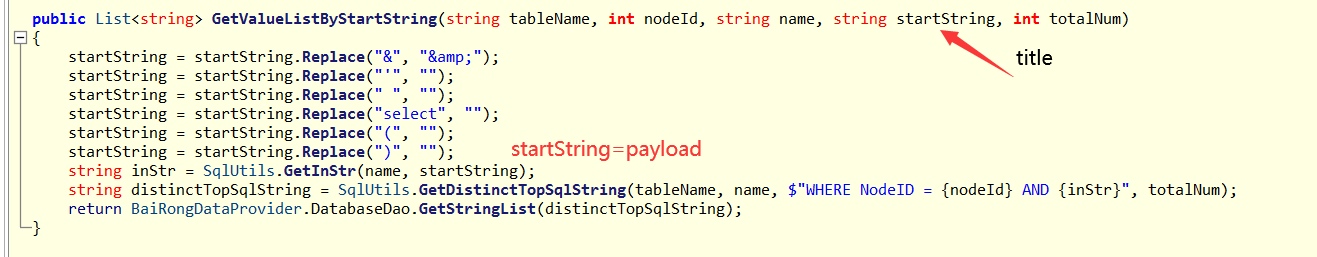 public List<string> GetValueListByStartString(string tableName, int nodeId, string name, string startString, int totalNum)
{
title
startString = startString.Replace("&", "&amp;");
startString = startString.Replace("'", "");
startString = startString.Replace(" ", "");
startString = startString.Replace("select", "");
startString = startString.Replace("(", "");
startString = startString.Replace(")", "");
startString=payload
string inStr = SqlUtils.GetInStr(name, startString);
string distinctTopSqlString = SqlUtils.GetDistinctTopSqlString(tableName, name, $"WHERE NodeID = {nodeId} AND {inStr}", totalNum);
return BaiRongDataProvider.DatabaseDao.GetStringList(distinctTopSqlString);
}